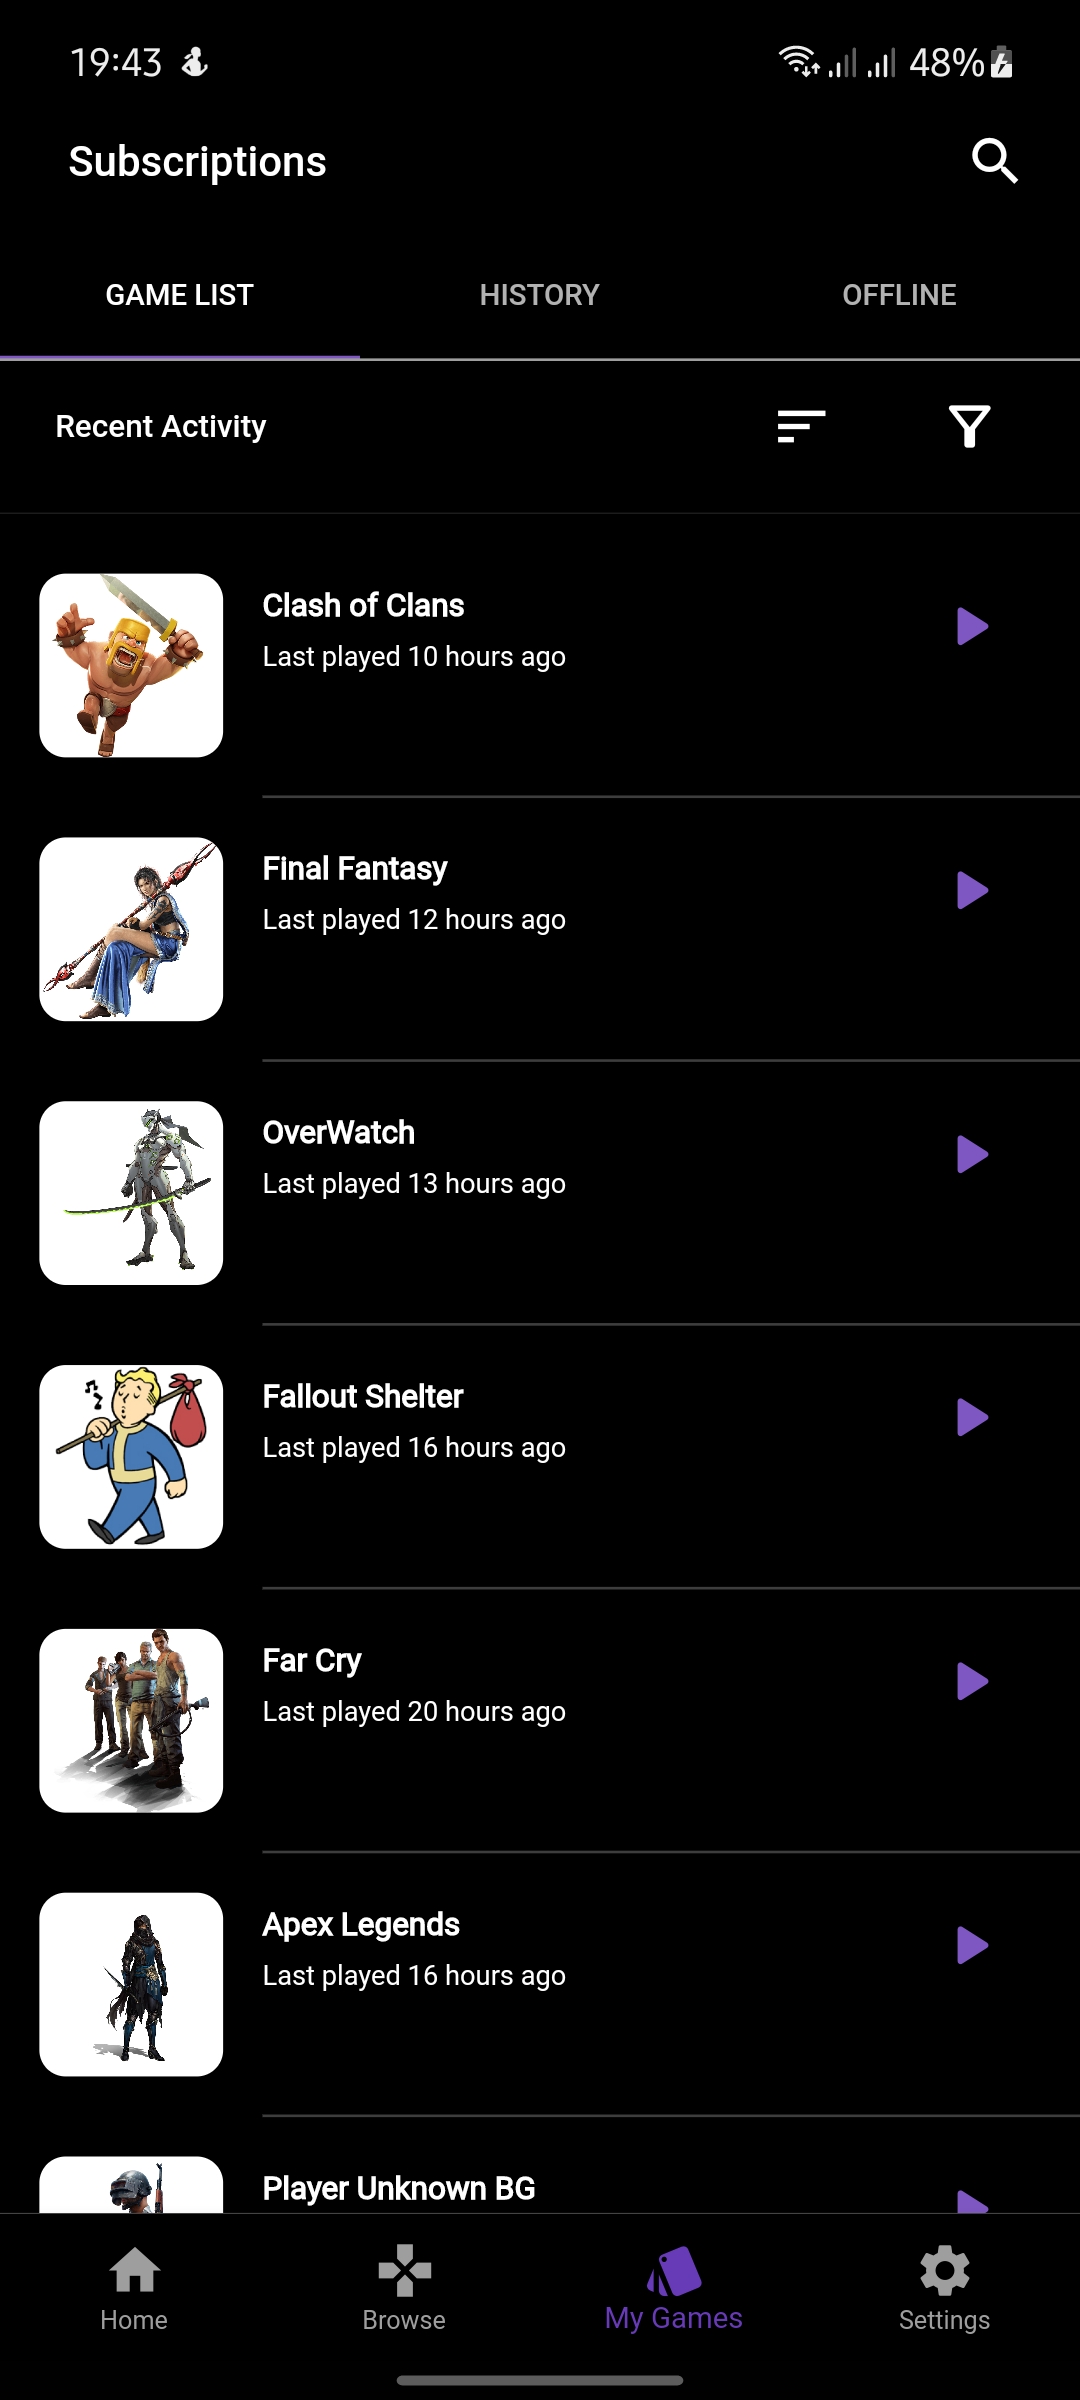 19:43
48%
Subscriptions
GAME LIST
HISTORY
OFFLINE
Recent Activity
Clash of Clans
Last played 10 hours ago
Final Fantasy
Last played 12 hours ago
OverWatch
Last played 13 hours ago
Fallout Shelter
Last played 16 hours ago
Far Cry
Last played 20 hours ago
Apex Legends
Last played 16 hours ago
Player Unknown BG
Home
Browse
My Games
Settings